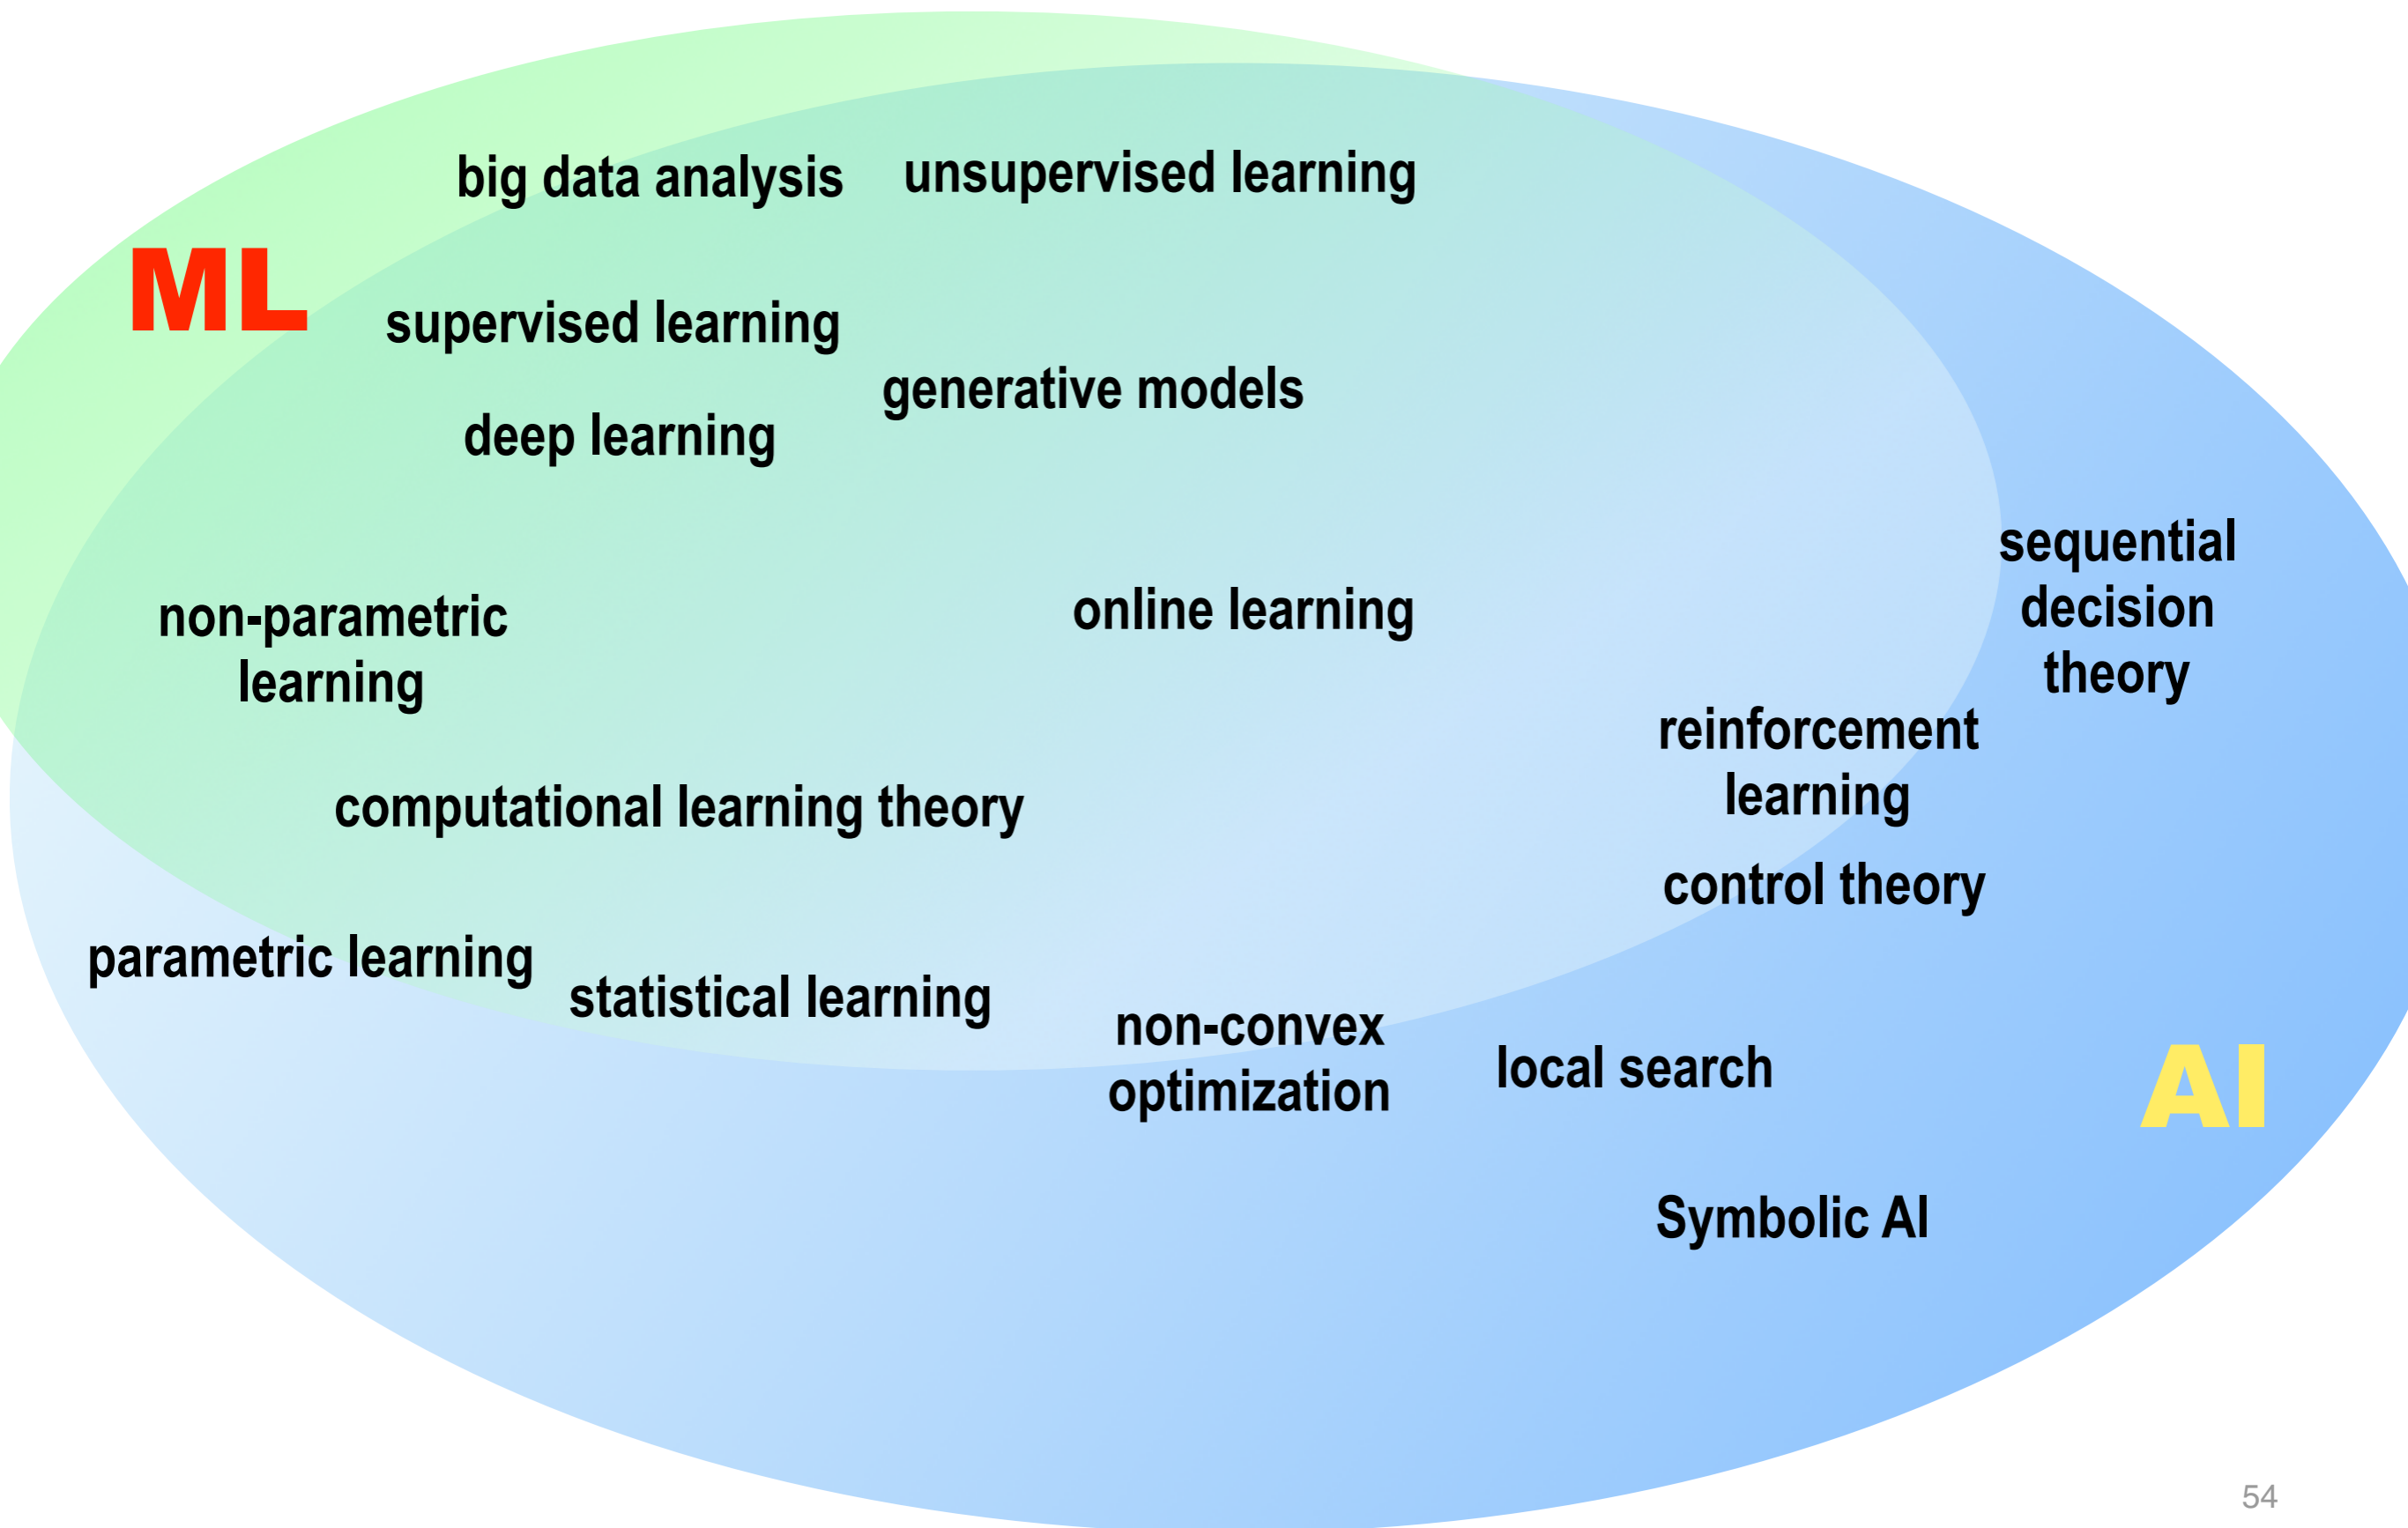 big data analysis
unsupervised learning
ML
supervised learning
generative models
deep learning
sequential
decision
theory
non-parametric
learning
online learning
reinforcement
learning
computational learning theory
control theory
parametric learning
statistical learning
non-convex
optimization
local search
AI
Symbolic AI
54